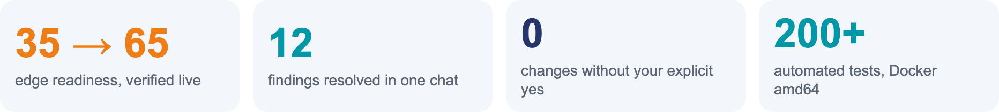 35 → 65
edge readiness, verified live
12
findings resolved in one chat
0
changes without your explicit
yes
200+
automated tests, Docker
amd64